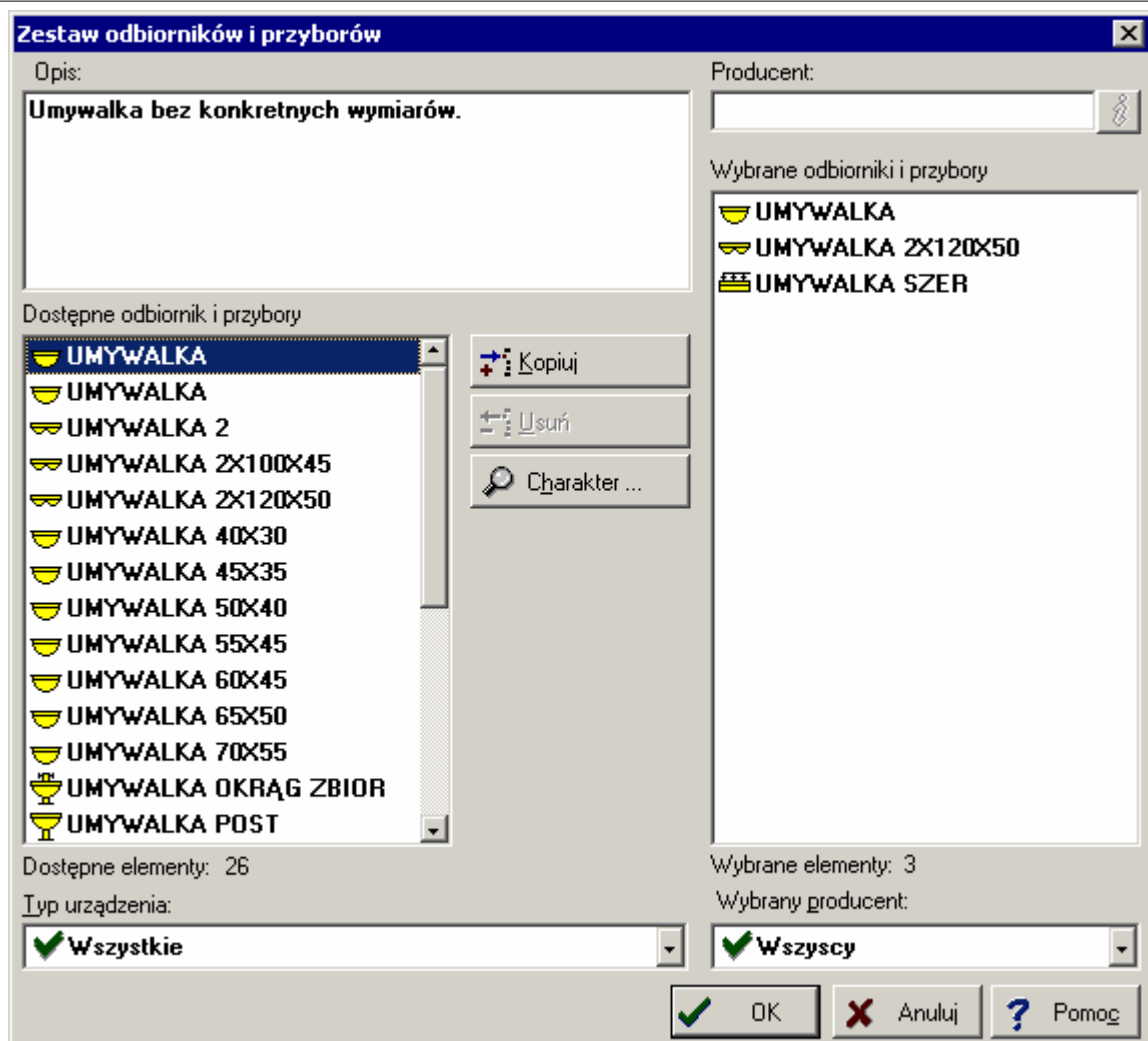 Zestaw odbiorników i przyborów
Opis:
Umywalka bez konkretnych wymiarów.
Producent:
Wybrane odbiorniki i przybory
UMYWALKA
UMYWALKA 2X120X50
UMYWALKA SZER
Dostępne odbiornik i przybory
UMYWALKA
UMYWALKA
UMYWALKA 2
UMYWALKA 2X100X45
UMYWALKA 2X120X50
UMYWALKA 40X30
UMYWALKA 45X35
UMYWALKA 50X40
UMYWALKA 55X45
UMYWALKA 60X45
UMYWALKA 65X50
UMYWALKA 70X55
UMYWALKA OKRĄG ZBIOR
UMYWALKA POST
Kopiuj
Usuń
Charakter ...
Dostępne elementy: 26
Wybrane elementy: 3
Typ urządzenia:
Wszystkie
Wybrany producent:
Wszyscy
OK
Anuluj
Pomoc